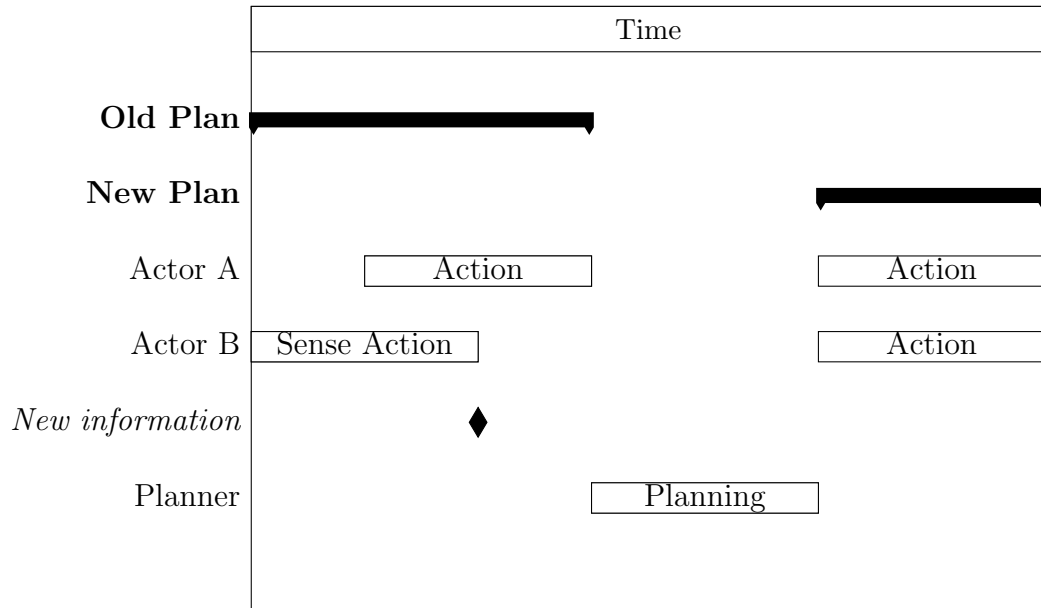 Time
Old Plan
New Plan
Actor A Action Action
Actor B Sense Action Action
New information
Planner Planning